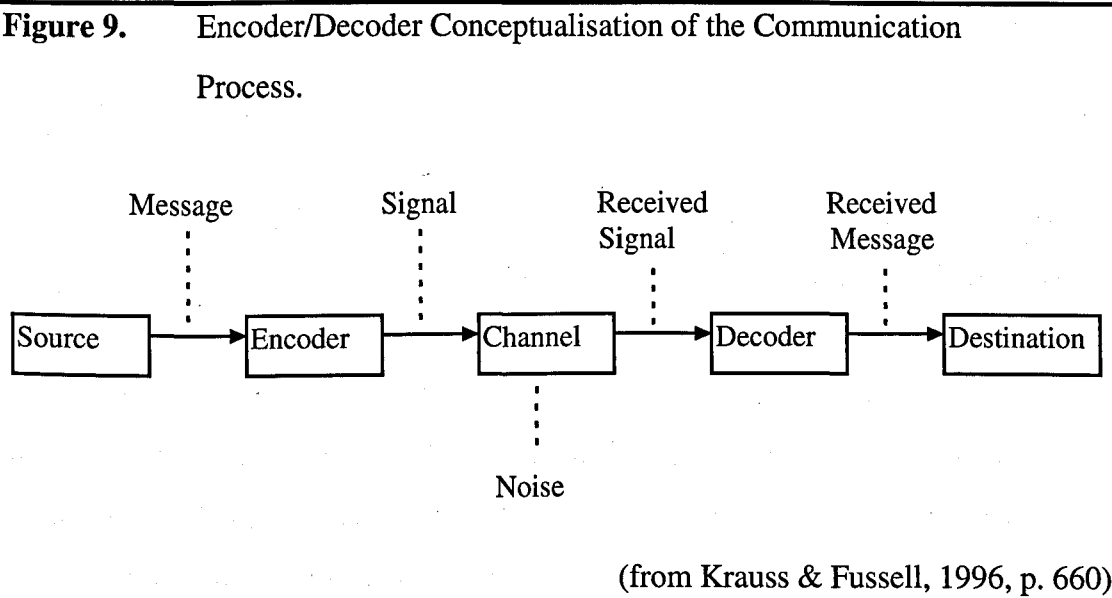 Figure 9. Encoder/Decoder Conceptualisation of the Communication
Process.
Message Signal Received Received
Signal Message
Source Encoder Channel Decoder Destination
Noise
(from Krauss & Fussell, 1996, p. 660)